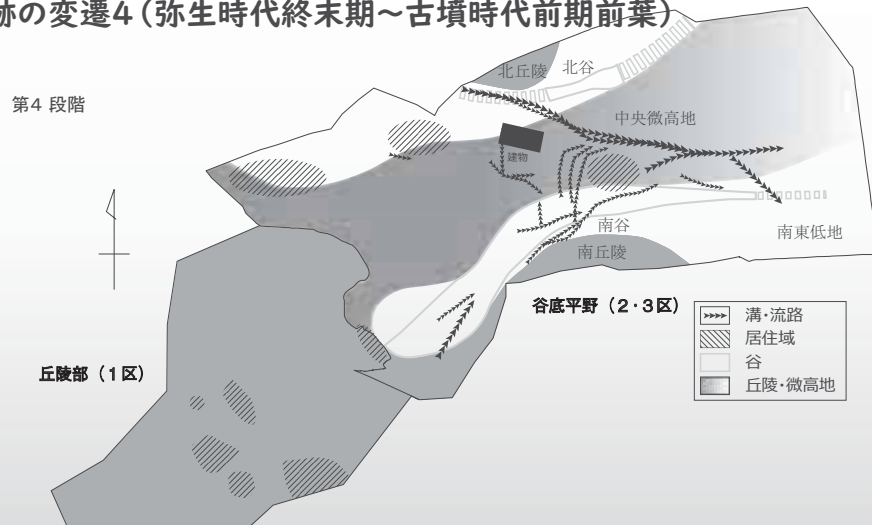 跡の変遷4（弥生時代終末期～古墳時代前期前葉）
第4 段階
北丘陵
北谷
中央微高地
建物
南谷
南丘陵
南東低地
谷底平野（2・3区）
丘陵部（1区）
溝・流路
居住域
谷
丘陵・微高地